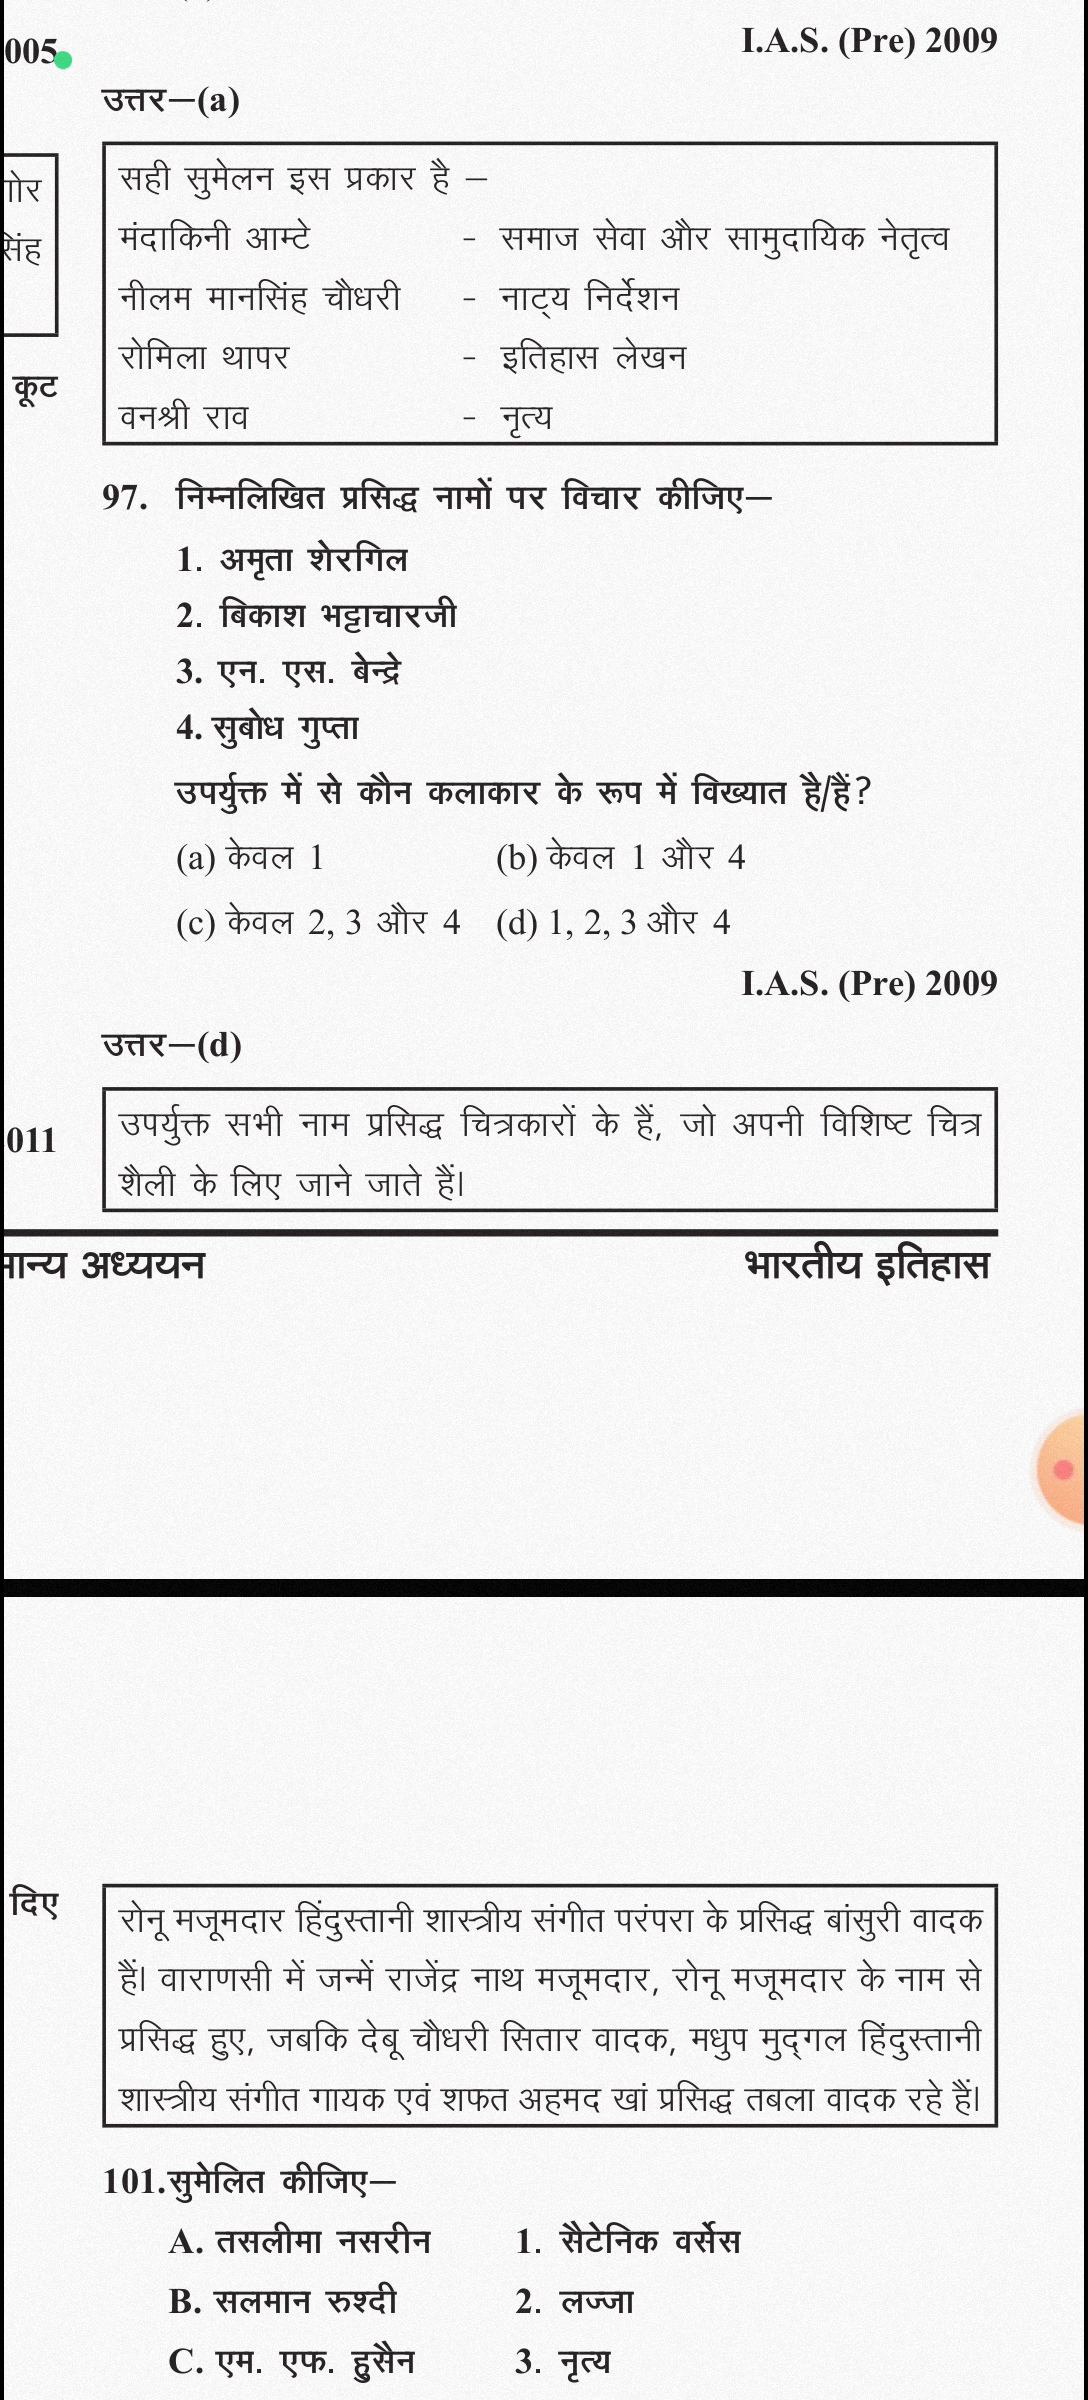 005
I.A.S. (Pre) 2009
उत्तर—(a)
गोर
सिंह
कूट
सही सुमेलन इस प्रकार है –
मंदाकिनी आम्टे - समाज सेवा और सामुदायिक नेतृत्व
नीलम मानसिंह चौधरी - नाट्य निर्देशन
रोमिला थापर - इतिहास लेखन
वनश्री राव - नृत्य
97. निम्नलिखित प्रसिद्ध नामों पर विचार कीजिए—
1. अमृता शेरगिल
2. बिकाश भट्टाचारजी
3. एन. एस. बेन्द्रे
4. सुबोध गुप्ता
उपर्युक्त में से कौन कलाकार के रूप में विख्यात है/हैं?
(a) केवल 1 (b) केवल 1 और 4
(c) केवल 2, 3 और 4 (d) 1, 2, 3 और 4
I.A.S. (Pre) 2009
उत्तर—(d)
011
उपर्युक्त सभी नाम प्रसिद्ध चित्रकारों के हैं, जो अपनी विशिष्ट चित्र
शैली के लिए जाने जाते हैं।
मान्य अध्ययन भारतीय इतिहास
दिए
रोनू मजूमदार हिंदुस्तानी शास्त्रीय संगीत परंपरा के प्रसिद्ध बांसुरी वादक
हैं। वाराणसी में जन्में राजेंद्र नाथ मजूमदार, रोनू मजूमदार के नाम से
प्रसिद्ध हुए, जबकि देबू चौधरी सितार वादक, मधुप मुद्गल हिंदुस्तानी
शास्त्रीय संगीत गायक एवं शफत अहमद खां प्रसिद्ध तबला वादक रहे हैं।
101.सुमेलित कीजिए—
A. तसलीमा नसरीन 1. सैटेनिक वर्सेस
B. सलमान रुश्दी 2. लज्जा
C. एम. एफ. हुसैन 3. नृत्य